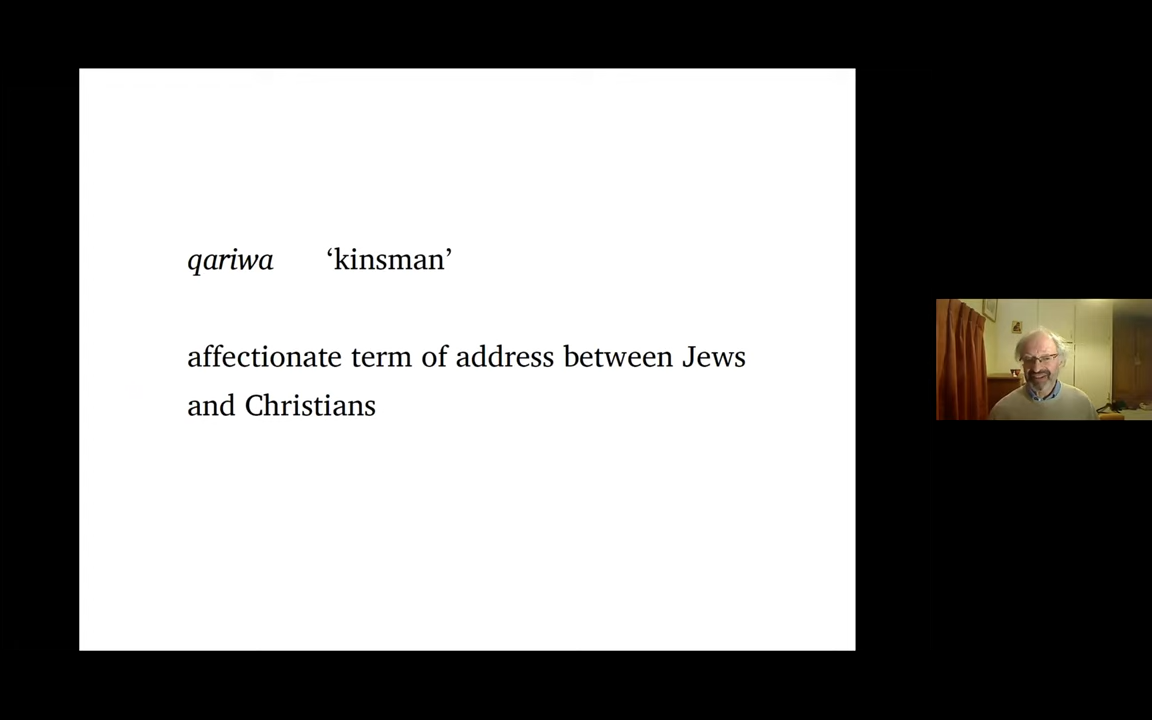 qariwa ‘kinsman’
affectionate term of address between Jews
and Christians